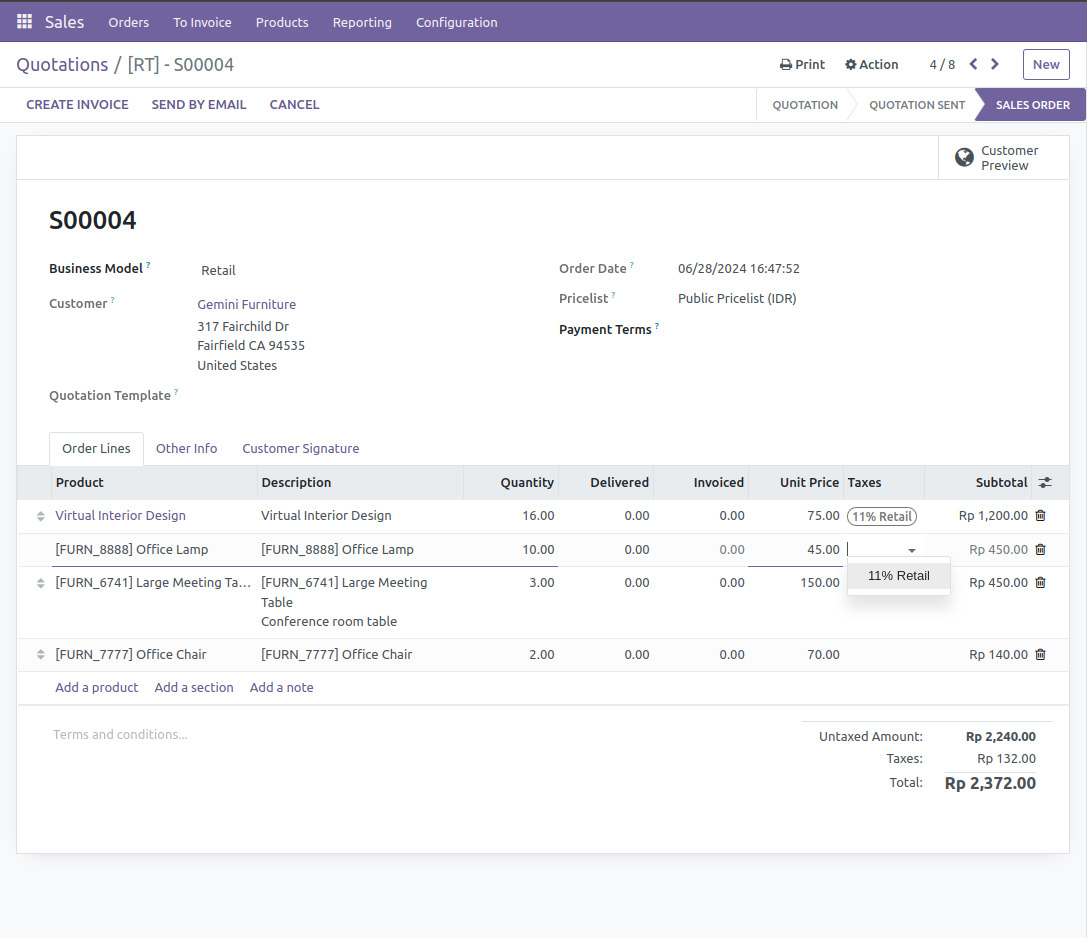 Sales Orders To Invoice Products Reporting Configuration
Quotations / [RT] - S00004 Print Action 4 / 8 New
CREATE INVOICE SEND BY EMAIL CANCEL QUOTATION QUOTATION SENT SALES ORDER
Customer
Preview
S00004
Business Model ? Retail Order Date ? 06/28/2024 16:47:52
Customer ? Gemini Furniture Pricelist ? Public Pricelist (IDR)
317 Fairchild Dr Payment Terms ?
Fairfield CA 94535
United States
Quotation Template ?
Order Lines Other Info Customer Signature
Product Description Quantity Delivered Invoiced Unit Price Taxes Subtotal
Virtual Interior Design Virtual Interior Design 16.00 0.00 0.00 75.00 11% Retail Rp 1,200.00
[FURN_8888] Office Lamp [FURN_8888] Office Lamp 10.00 0.00 0.00 45.00 Rp 450.00
11% Retail
[FURN_6741] Large Meeting Ta... [FURN_6741] Large Meeting 3.00 0.00 0.00 150.00 Rp 450.00
Table
Conference room table
[FURN_7777] Office Chair [FURN_7777] Office Chair 2.00 0.00 0.00 70.00 Rp 140.00
Add a product Add a section Add a note
Terms and conditions... Untaxed Amount: Rp 2,240.00
Taxes: Rp 132.00
Total: Rp 2,372.00